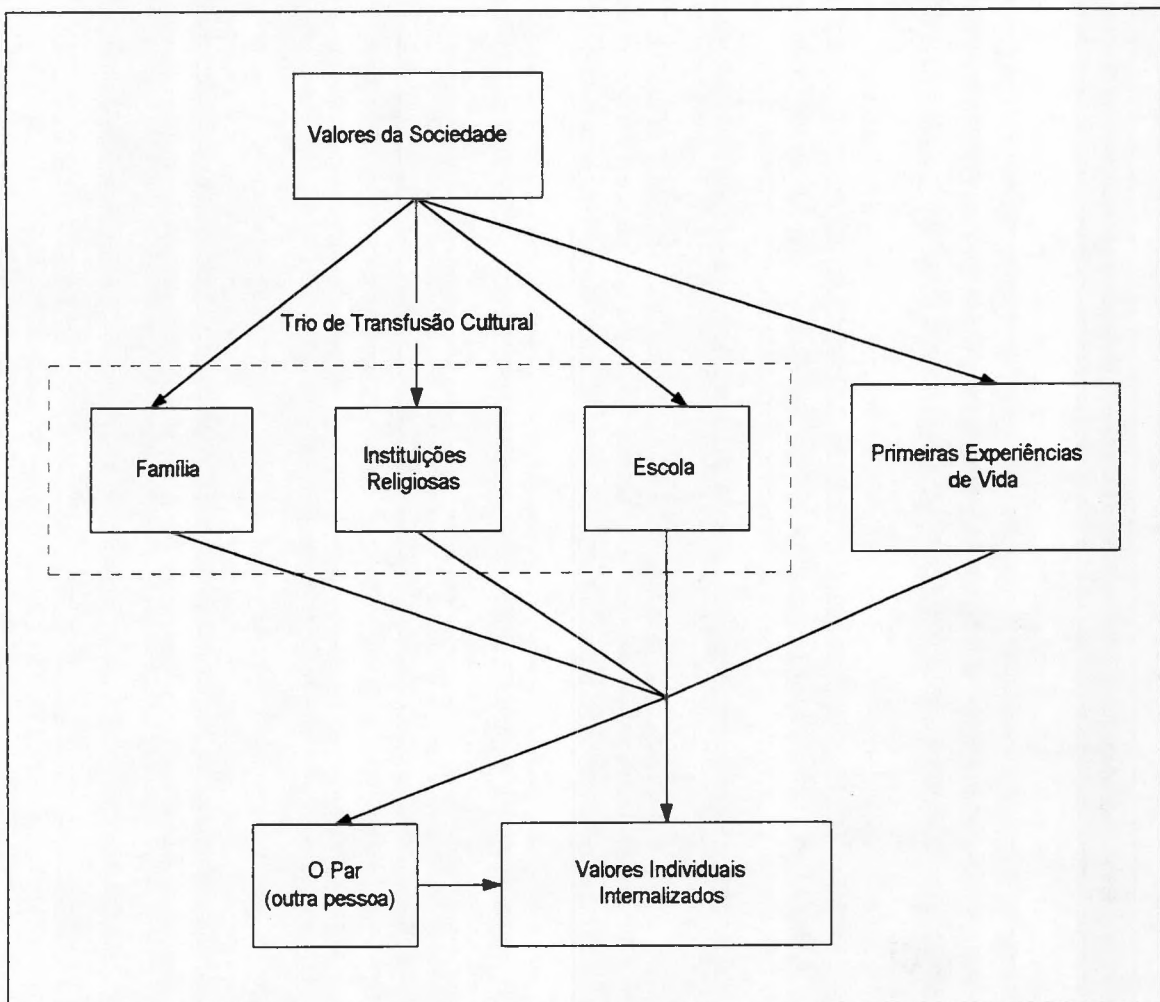 Valores da Sociedade
Trio de Transfusão Cultural
Família
Instituições
Religiosas
Escola
Primeiras Experiências
de Vida
O Par
(outra pessoa)
Valores Individuais
Internalizados